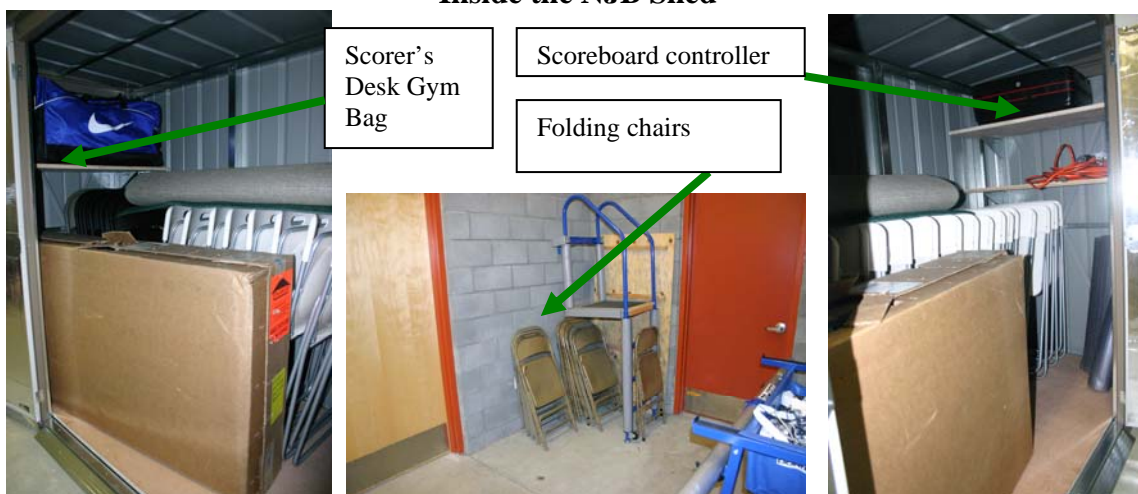 Inside the NJB Shed
Scorer's
Desk Gym
Bag
Scoreboard controller
Folding chairs